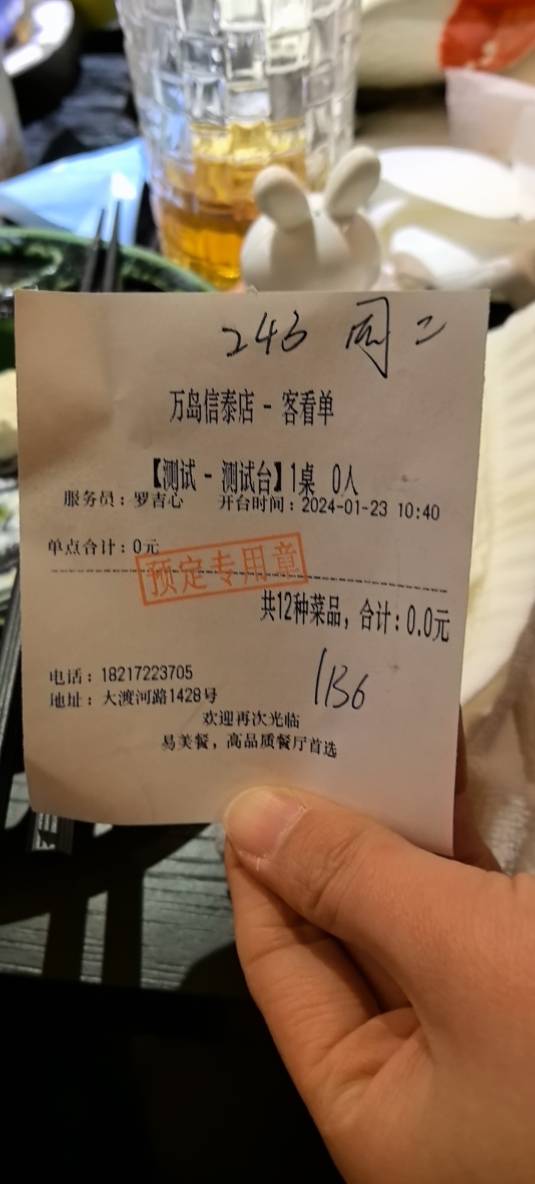 243 周二
万岛信泰店 - 客看单
【测试 - 测试台】1桌 0人
服务员：罗吉心 开台时间：2024-01-23 10:40
单点合计：0元
预定专用章
共12种菜品，合计：0.0元
电话：18217223705
地址：大渡河路1428号
1136
欢迎再次光临
易美餐，高品质餐厅首选